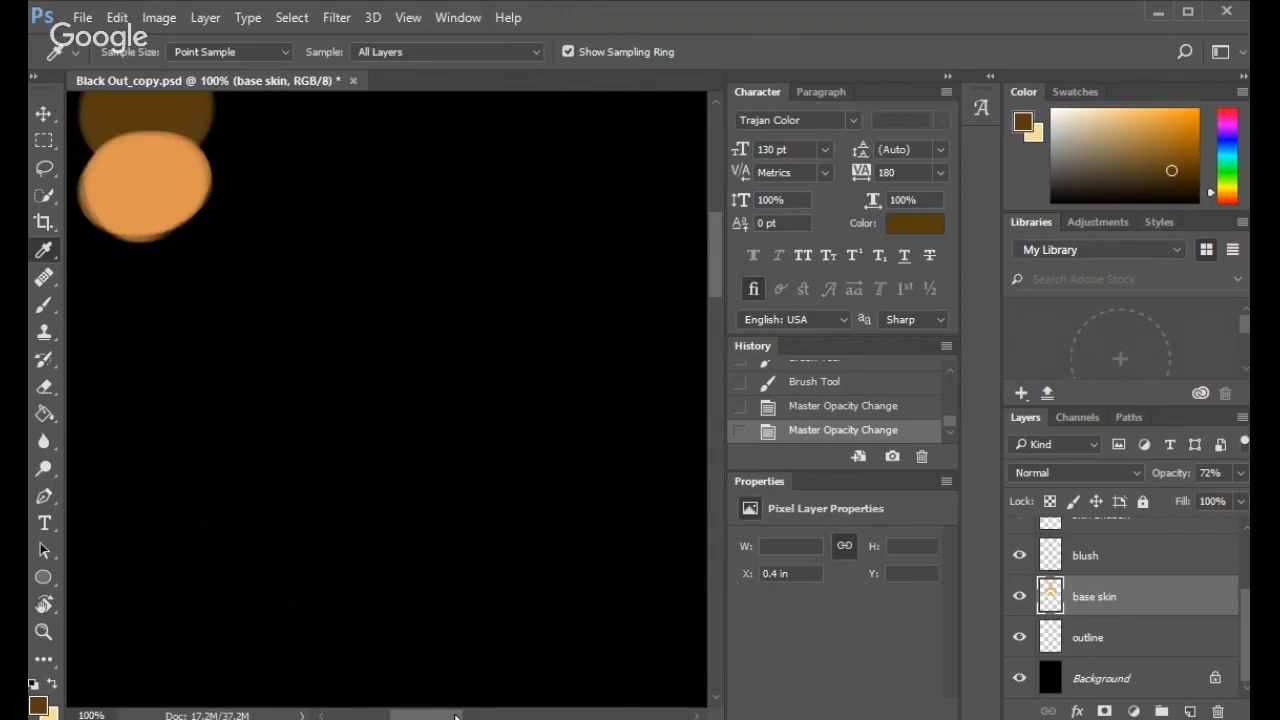 Ps File Edit Image Layer Type Select Filter 3D View Window Help
Google
Sample Size: Point Sample Sample: All Layers Show Sampling Ring
Black Out_copy.psd @ 100% (base skin, RGB/8) *
Character Paragraph
Trajan Color
130 pt (Auto)
Metrics 180
100% 100%
0 pt Color:
English: USA Sharp
History
Brush Tool
Brush Tool
Master Opacity Change
Master Opacity Change
Properties
Pixel Layer Properties
W: H:
X: 0.4 in Y:
Color Swatches
Libraries Adjustments Styles
My Library
Search Adobe Stock
Layers Channels Paths
Kind
Normal Opacity: 72%
Lock: Fill: 100%
blush
base skin
outline
Background
100% Doc: 17.2M/37.2M